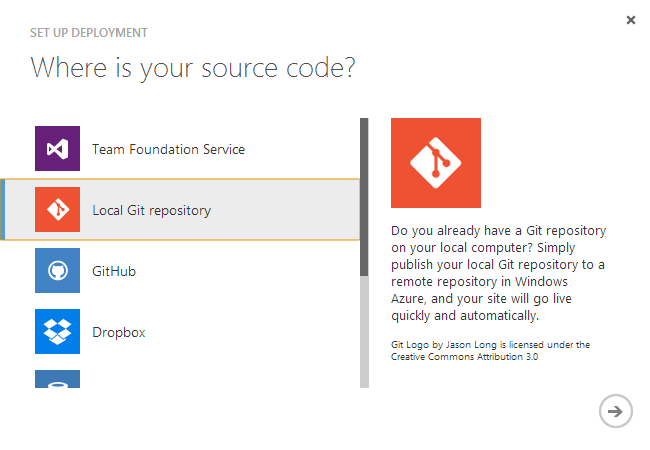 SET UP DEPLOYMENT
Where is your source code?
Team Foundation Service
Local Git repository
GitHub
Dropbox
Do you already have a Git repository
on your local computer? Simply
publish your local Git repository to a
remote repository in Windows
Azure, and your site will go live
quickly and automatically.
Git Logo by Jason Long is licensed under the
Creative Commons Attribution 3.0